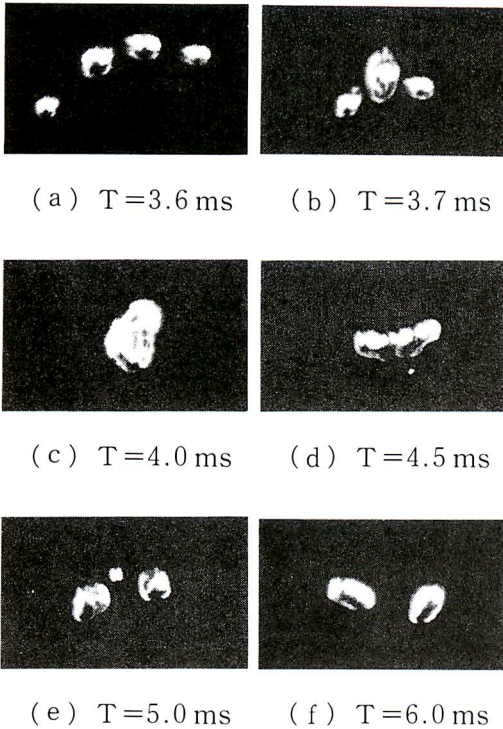 (a) T=3.6 ms
(b) T=3.7 ms
(c) T=4.0 ms
(d) T=4.5 ms
(e) T=5.0 ms
(f) T=6.0 ms